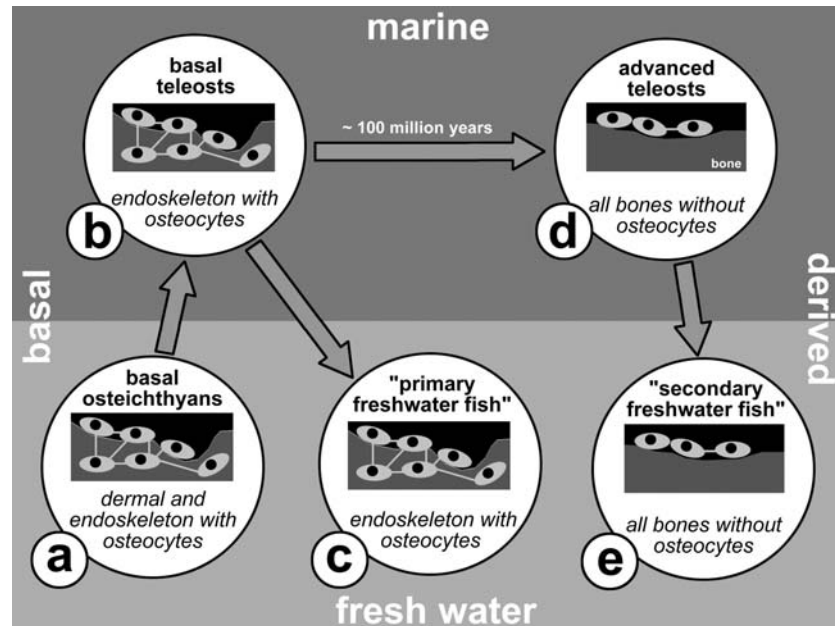 marine
basal
teleosts
endoskeleton with
osteocytes
b
~ 100 million years
advanced
teleosts
bone
all bones without
osteocytes
d
basal
derived
basal
osteichthyans
dermal and
endoskeleton with
osteocytes
a
"primary
freshwater fish"
endoskeleton with
osteocytes
c
"secondary
freshwater fish"
all bones without
osteocytes
e
fresh water